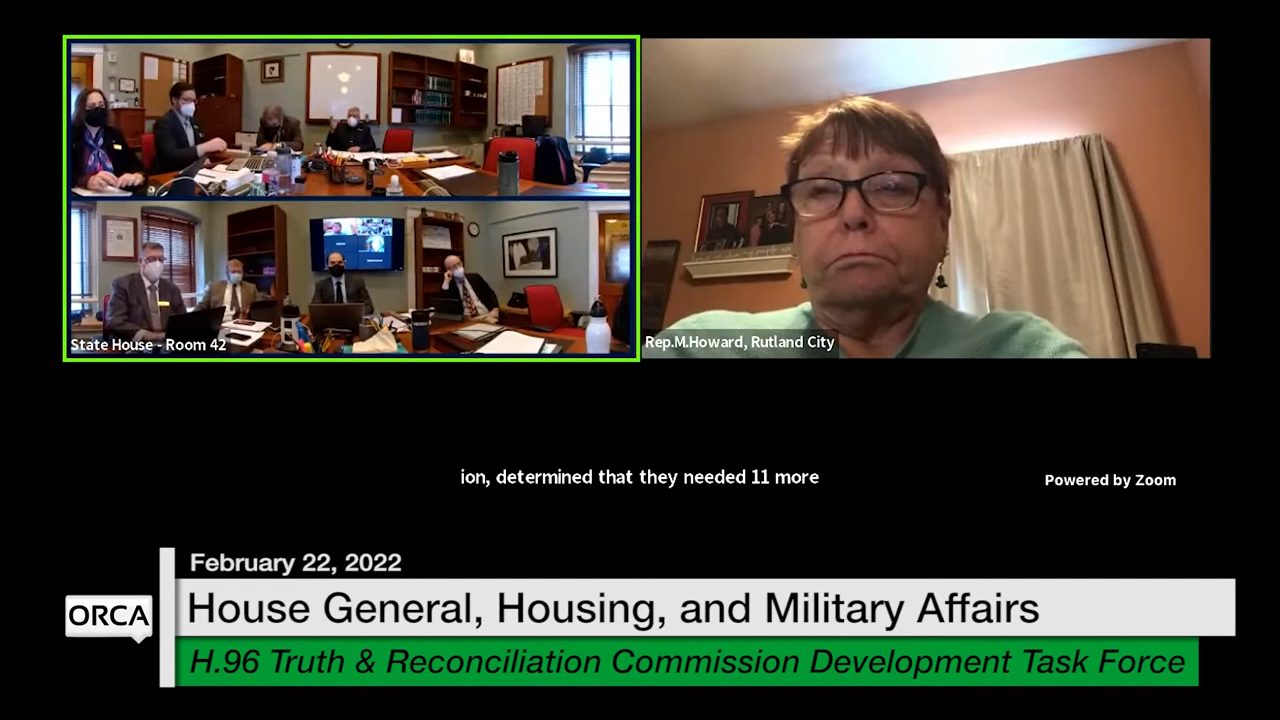 State House - Room 42
Rep.M.Howard, Rutland City
ion, determined that they needed 11 more
Powered by Zoom
February 22, 2022
ORCA
House General, Housing, and Military Affairs
H.96 Truth & Reconciliation Commission Development Task Force